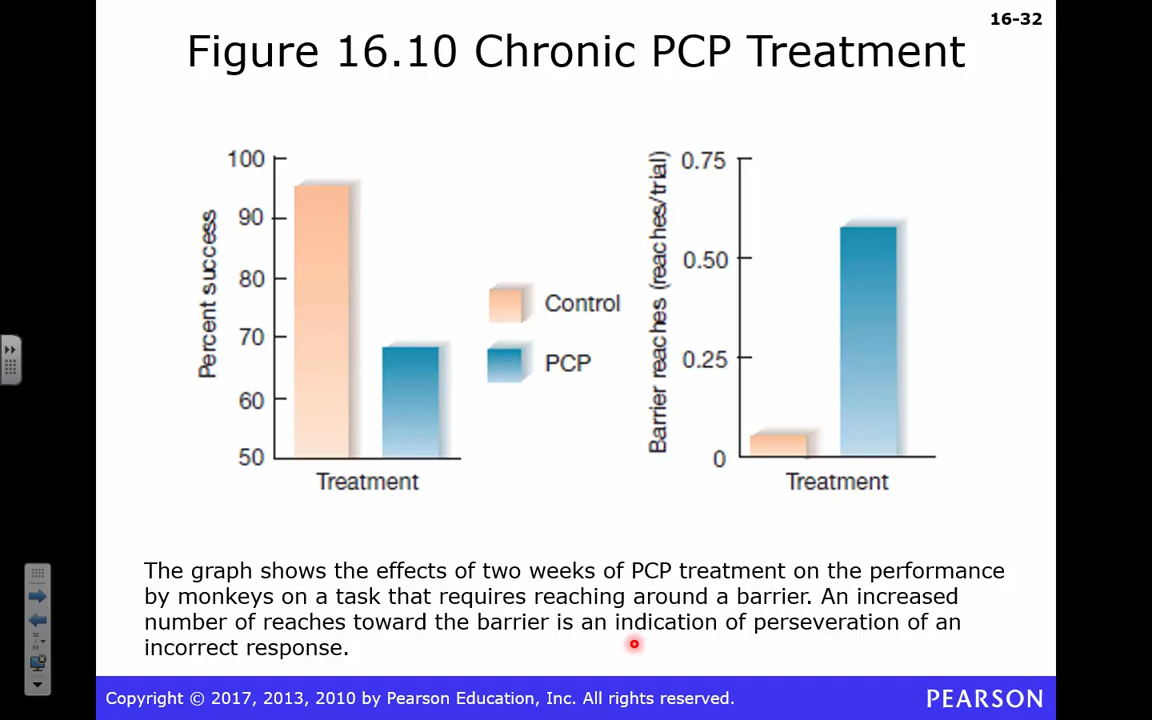 16-32
Figure 16.10 Chronic PCP Treatment
100
90
80
70
60
50
Percent success
Treatment
Control
PCP
0.75
0.50
0.25
0
Barrier reaches (reaches/trial)
Treatment
The graph shows the effects of two weeks of PCP treatment on the performance
by monkeys on a task that requires reaching around a barrier. An increased
number of reaches toward the barrier is an indication of perseveration of an
incorrect response.
Copyright © 2017, 2013, 2010 by Pearson Education, Inc. All rights reserved.
PEARSON